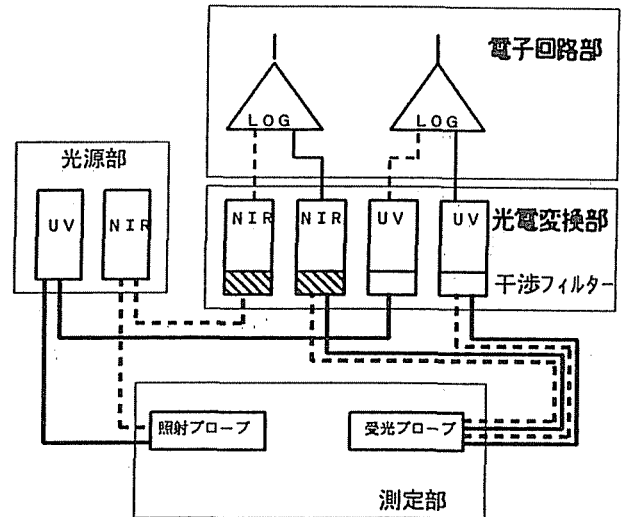 電子回路部
LOG
LOG
光源部
UV
NIR
NIR
NIR
UV
UV
光電変換部
干渉フィルター
照射プローブ
受光プローブ
測定部